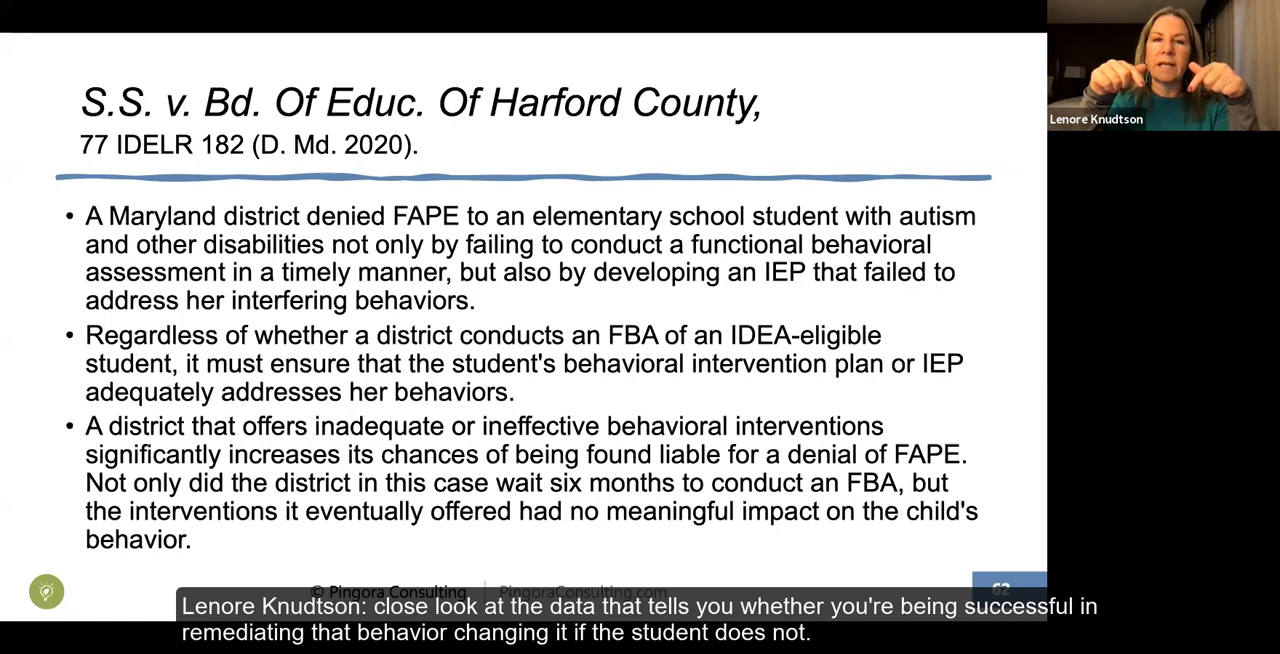 S.S. v. Bd. Of Educ. Of Harford County,
77 IDELR 182 (D. Md. 2020).
Lenore Knudtson
• A Maryland district denied FAPE to an elementary school student with autism
and other disabilities not only by failing to conduct a functional behavioral
assessment in a timely manner, but also by developing an IEP that failed to
address her interfering behaviors.
• Regardless of whether a district conducts an FBA of an IDEA-eligible
student, it must ensure that the student's behavioral intervention plan or IEP
adequately addresses her behaviors.
• A district that offers inadequate or ineffective behavioral interventions
significantly increases its chances of being found liable for a denial of FAPE.
Not only did the district in this case wait six months to conduct an FBA, but
the interventions it eventually offered had no meaningful impact on the child's
behavior.
© Pingora Consulting | PingoraConsulting.com
62
Lenore Knudtson: close look at the data that tells you whether you're being successful in
remediating that behavior changing it if the student does not.